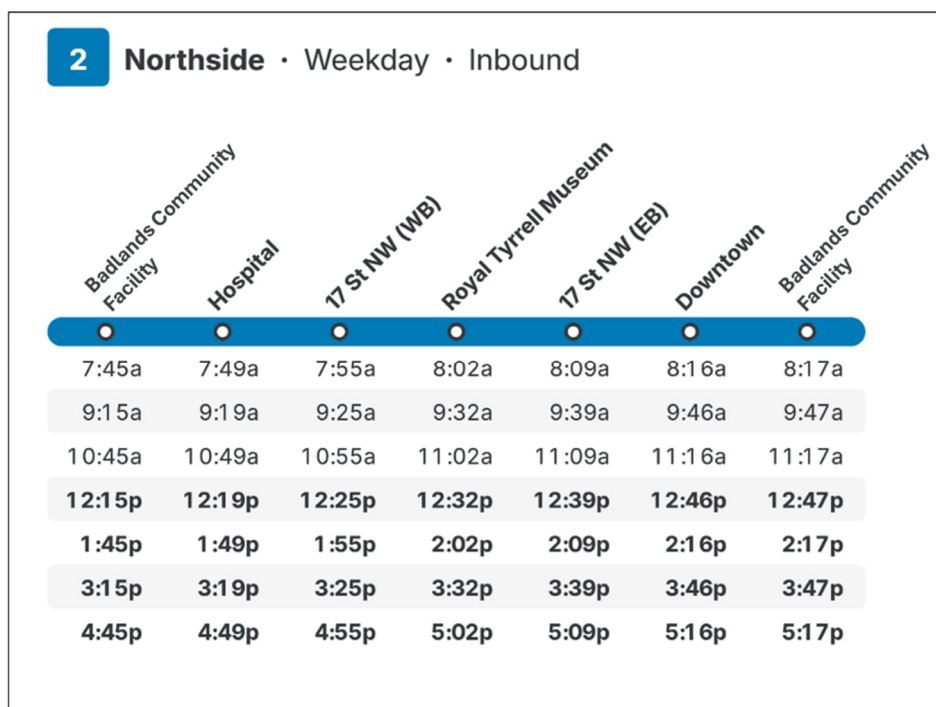 2 Northside · Weekday · Inbound
Badlands Community
Facility
Hospital
17 St NW (WB)
Royal Tyrrell Museum
17 St NW (EB)
Downtown
Badlands Community
Facility
7:45a 7:49a 7:55a 8:02a 8:09a 8:16a 8:17a
9:15a 9:19a 9:25a 9:32a 9:39a 9:46a 9:47a
10:45a 10:49a 10:55a 11:02a 11:09a 11:16a 11:17a
12:15p 12:19p 12:25p 12:32p 12:39p 12:46p 12:47p
1:45p 1:49p 1:55p 2:02p 2:09p 2:16p 2:17p
3:15p 3:19p 3:25p 3:32p 3:39p 3:46p 3:47p
4:45p 4:49p 4:55p 5:02p 5:09p 5:16p 5:17p